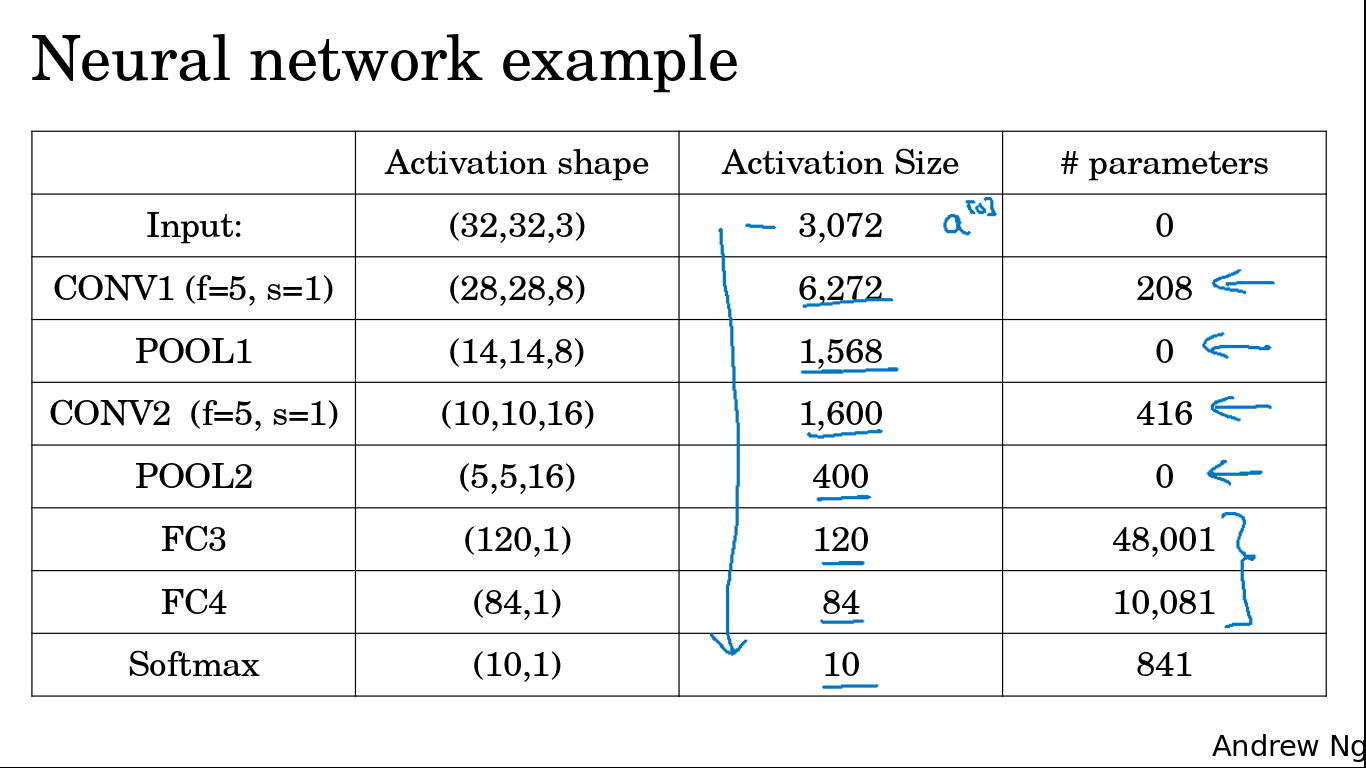 Neural network example
Activation shape Activation Size # parameters
Input: (32,32,3) – 3,072 a[0] 0
CONV1 (f=5, s=1) (28,28,8) 6,272 208
POOL1 (14,14,8) 1,568 0
CONV2 (f=5, s=1) (10,10,16) 1,600 416
POOL2 (5,5,16) 400 0
FC3 (120,1) 120 48,001
FC4 (84,1) 84 10,081
Softmax (10,1) 10 841
Andrew Ng